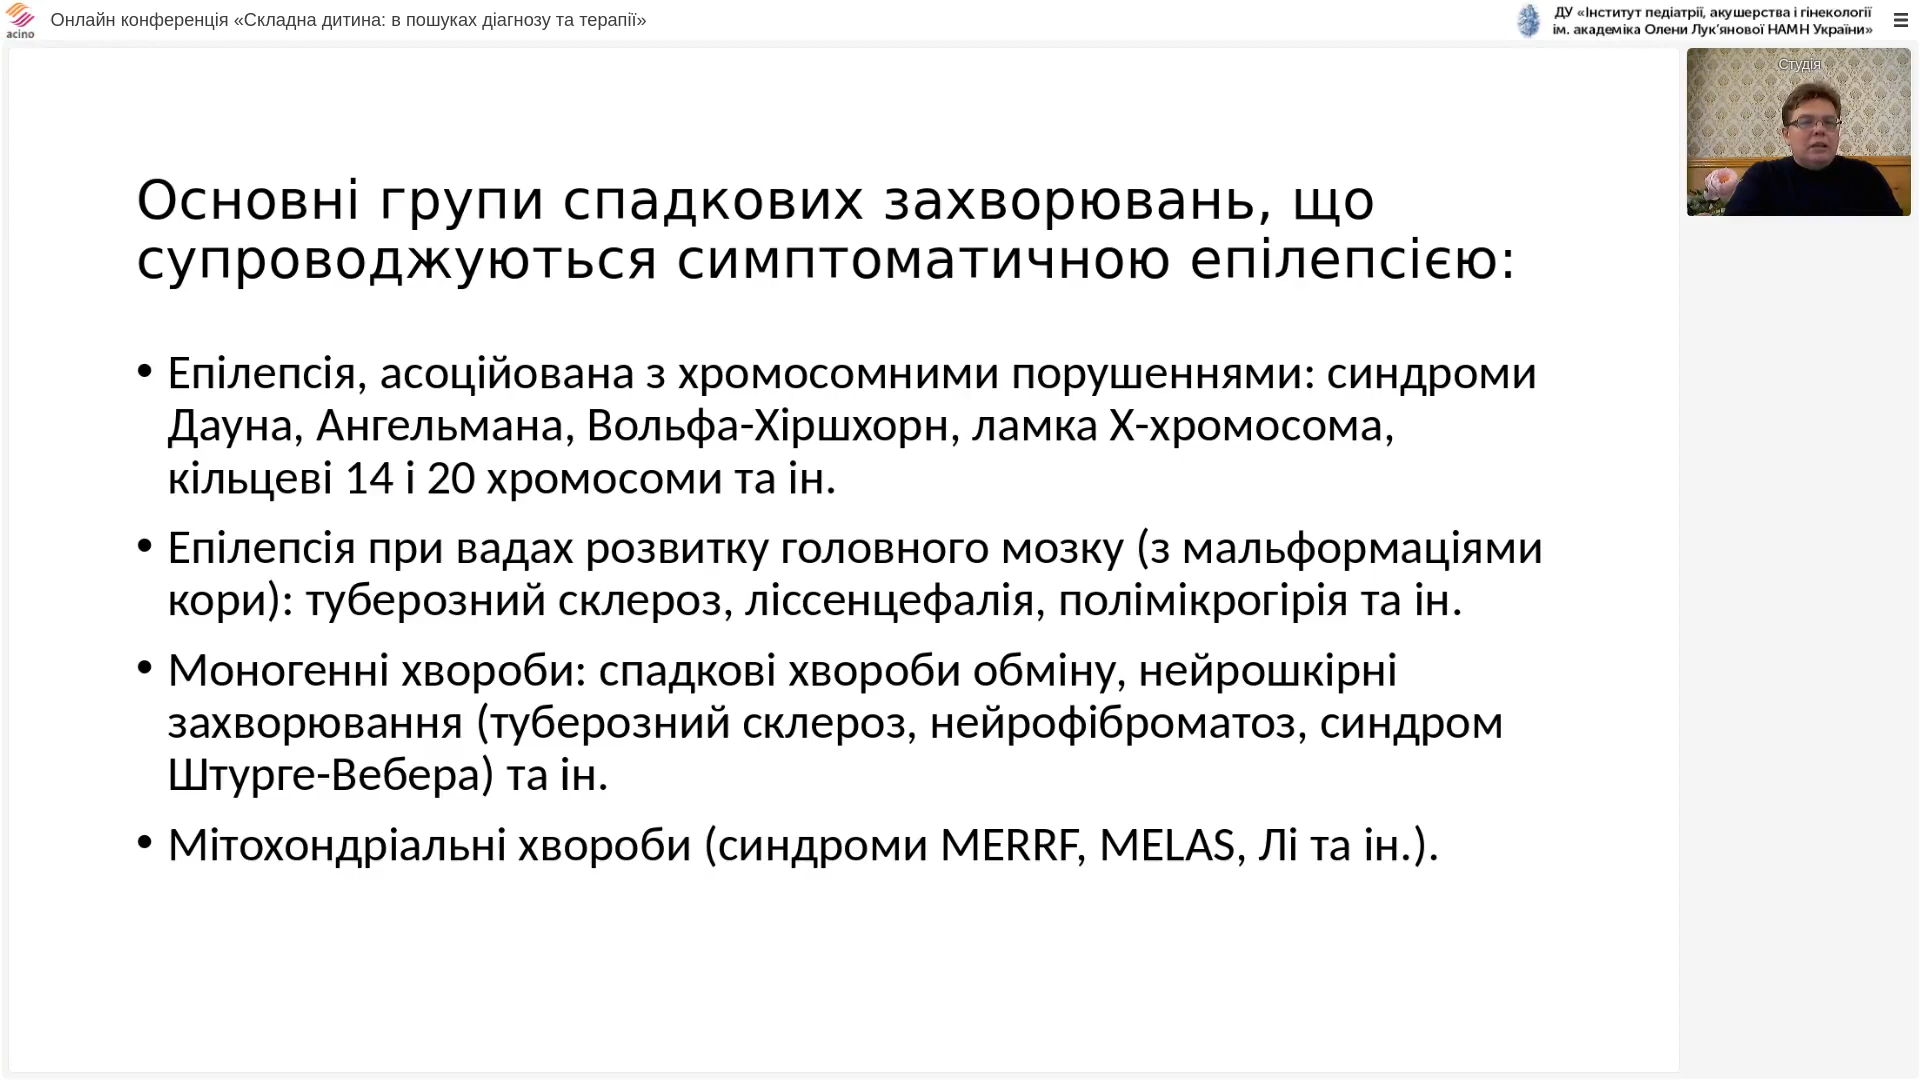 acino
Онлайн конференція «Складна дитина: в пошуках діагнозу та терапії»
ДУ «Інститут педіатрії, акушерства і гінекології
ім. академіка Олени Лук’янової НАМН України»
Студія
Основні групи спадкових захворювань, що
супроводжуються симптоматичною епілепсією:
• Епілепсія, асоційована з хромосомними порушеннями: синдроми
Дауна, Ангельмана, Вольфа-Хіршхорн, ламка Х-хромосома,
кільцеві 14 і 20 хромосоми та ін.
• Епілепсія при вадах розвитку головного мозку (з мальформаціями
кори): туберозний склероз, ліссенцефалія, полімікрогірія та ін.
• Моногенні хвороби: спадкові хвороби обміну, нейрошкірні
захворювання (туберозний склероз, нейрофіброматоз, синдром
Штурге-Вебера) та ін.
• Мітохондріальні хвороби (синдроми MERRF, MELAS, Лі та ін.).